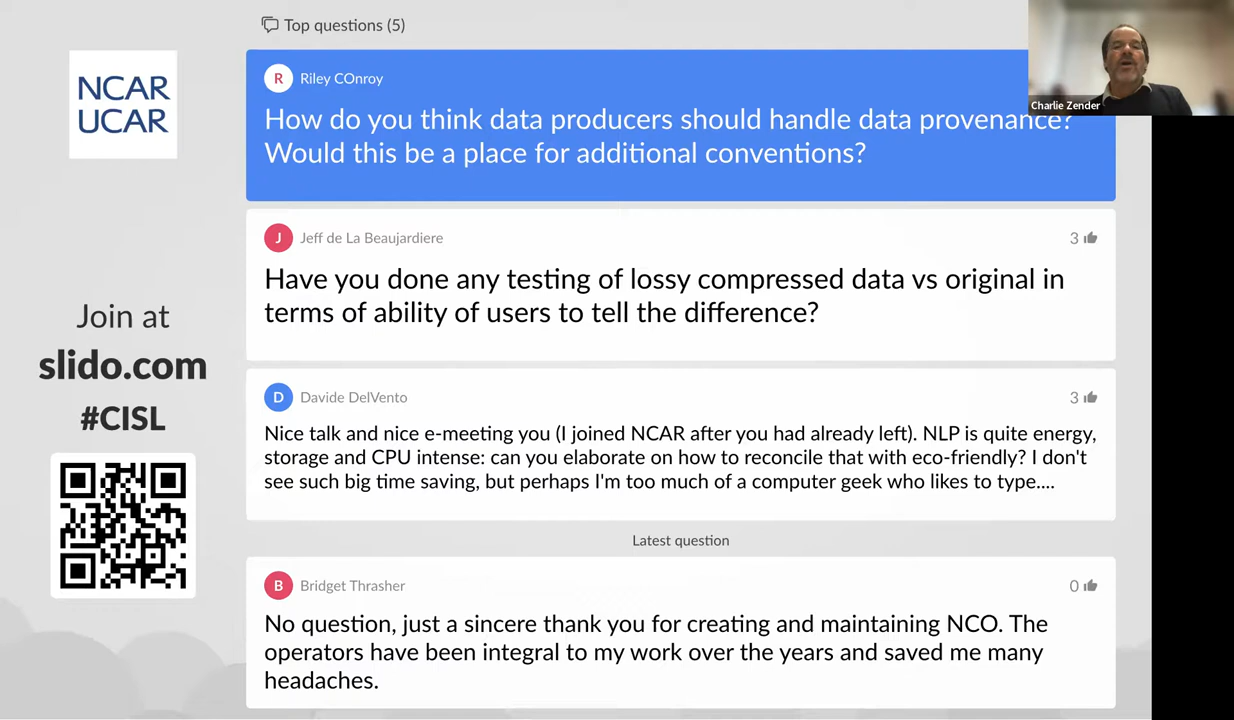 Top questions (5)
NCAR
UCAR
R Riley COnroy
How do you think data producers should handle data provenance?
Would this be a place for additional conventions?
Charlie Zender
J Jeff de La Beaujardiere 3
Have you done any testing of lossy compressed data vs original in
terms of ability of users to tell the difference?
Join at
slido.com
#CISL
D Davide DelVento 3
Nice talk and nice e-meeting you (I joined NCAR after you had already left). NLP is quite energy,
storage and CPU intense: can you elaborate on how to reconcile that with eco-friendly? I don't
see such big time saving, but perhaps I'm too much of a computer geek who likes to type....
Latest question
B Bridget Thrasher 0
No question, just a sincere thank you for creating and maintaining NCO. The
operators have been integral to my work over the years and saved me many
headaches.